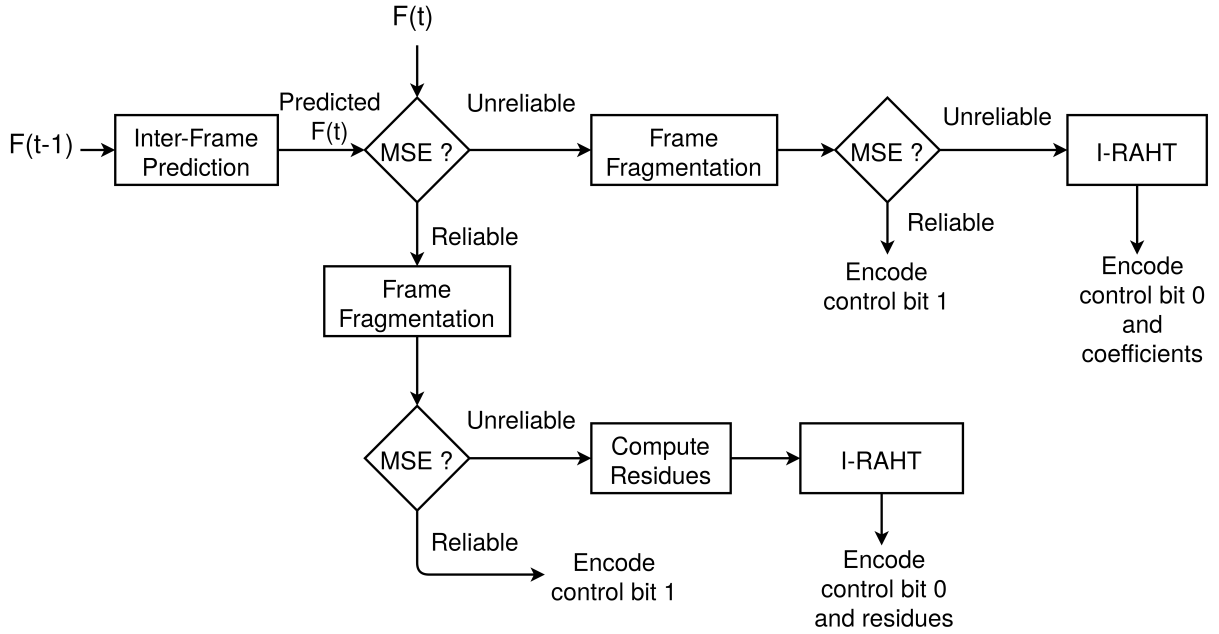 F(t)
F(t-1)
Inter-Frame
Prediction
Predicted
F(t)
MSE ?
Unreliable
Frame
Fragmentation
MSE ?
Unreliable
I-RAHT
Reliable
Reliable
Encode
control bit 1
Encode
control bit 0
and
coefficients
Frame
Fragmentation
MSE ?
Unreliable
Compute
Residues
I-RAHT
Reliable
Encode
control bit 1
Encode
control bit 0
and residues